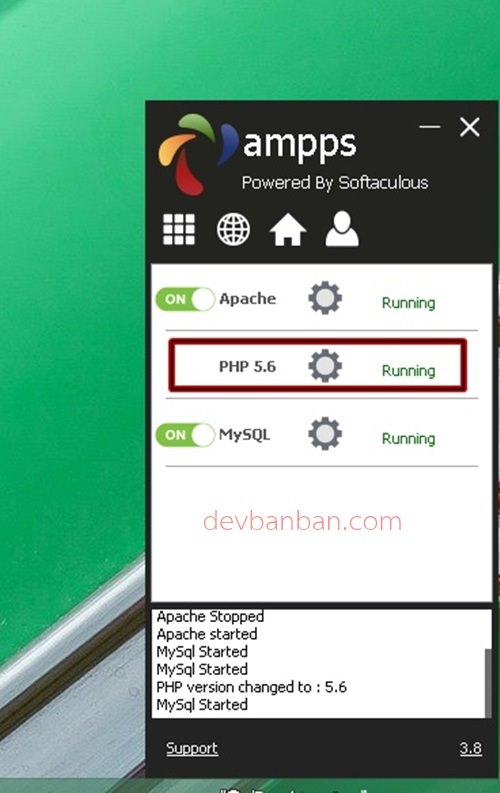 ampps
Powered By Softaculous
ON Apache Running
PHP 5.6 Running
ON MySQL Running
devbanban.com
Apache Stopped
Apache started
MySql Started
MySql Started
PHP version changed to : 5.6
MySql Started
Support 3.8